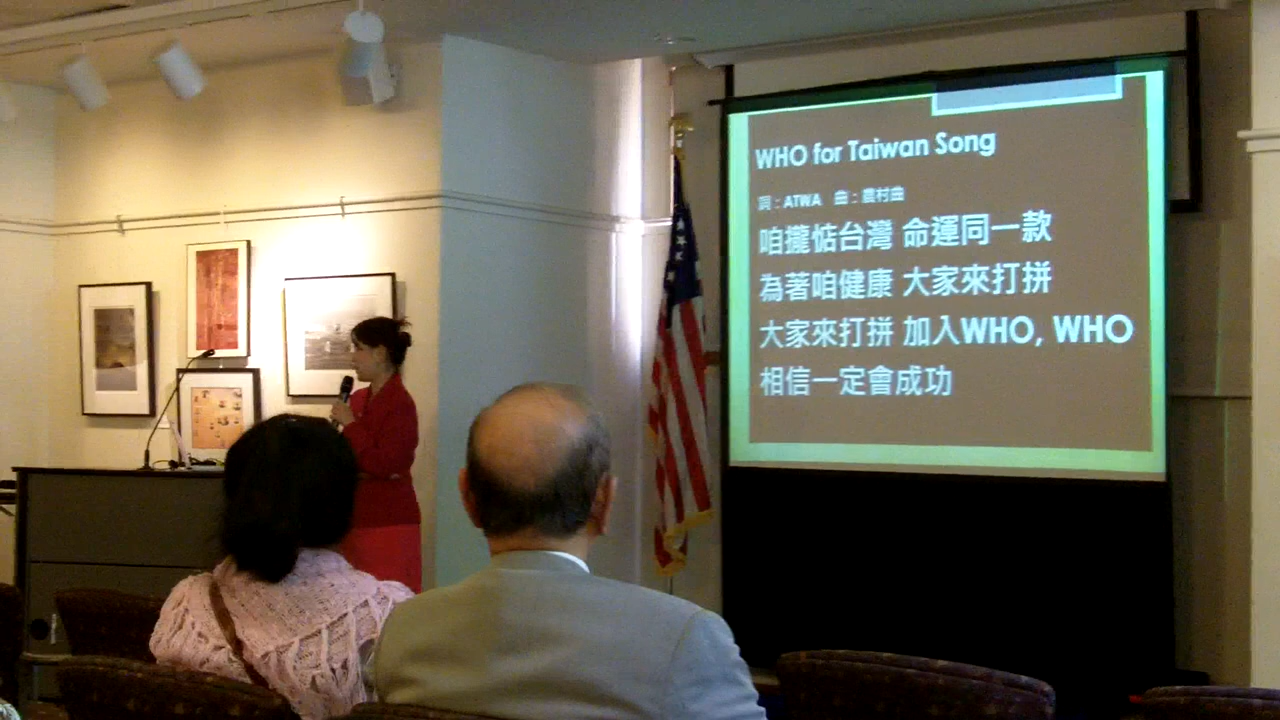 WHO for Taiwan Song
詞：ATWA 曲：農村曲
咱攏惦台灣 命運同一款
為著咱健康 大家來打拼
大家來打拼 加入WHO, WHO
相信一定會成功